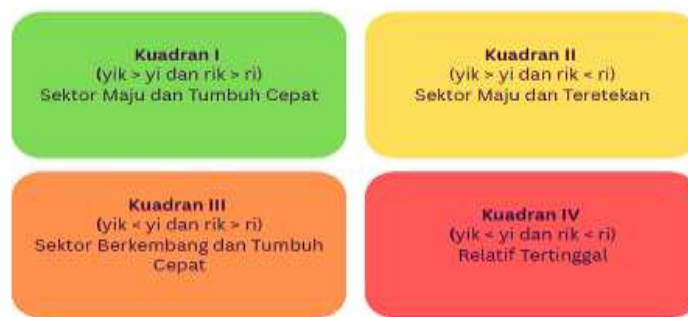 Kuadran I
(yik > yi dan rik > ri)
Sektor Maju dan Tumbuh Cepat
Kuadran II
(yik > yi dan rik < ri)
Sektor Maju dan Teretekan
Kuadran III
(yik < yi dan rik > ri)
Sektor Berkembang dan Tumbuh
Cepat
Kuadran IV
(yik < yi dan rik < ri)
Relatif Tertinggal